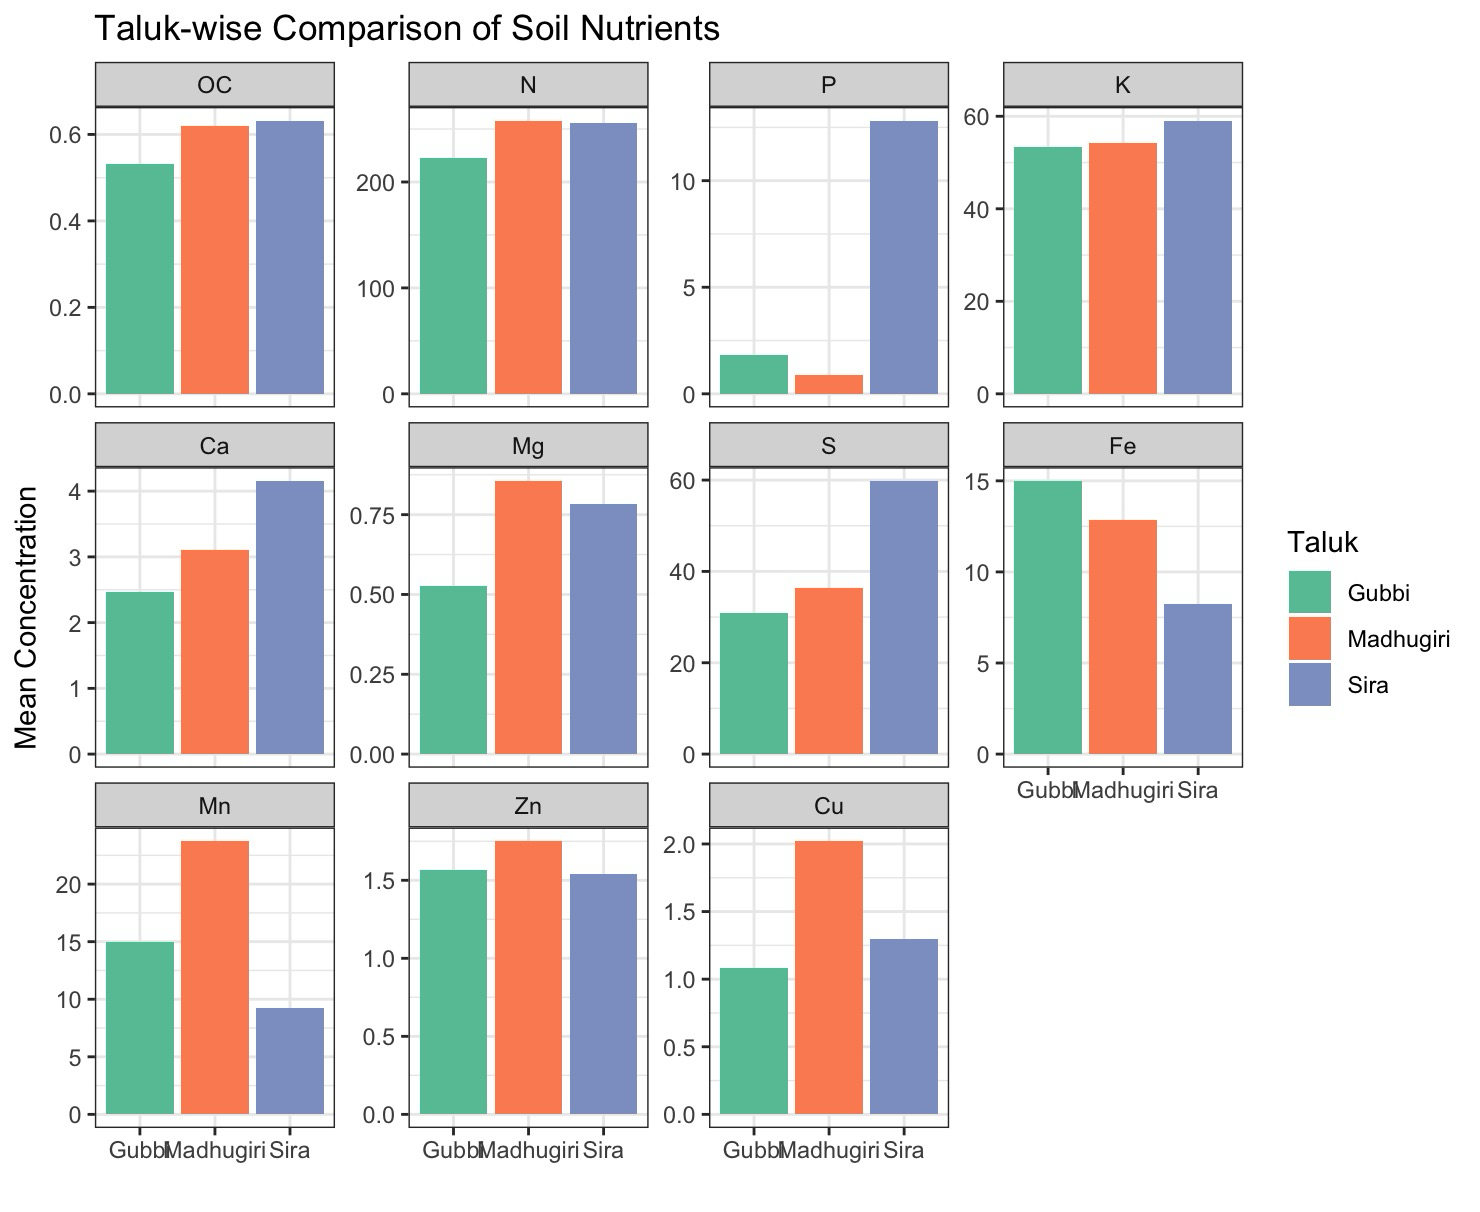 Taluk-wise Comparison of Soil Nutrients
OC
N
P
K
0.6
0.4
0.2
0.0
200
100
0
10
5
0
60
40
20
0
Mean Concentration
Ca
Mg
S
Fe
4
3
2
1
0
0.75
0.50
0.25
0.00
60
40
20
0
15
10
5
0
Gubbi Madhugiri Sira
Taluk
Gubbi
Madhugiri
Sira
Mn
Zn
Cu
20
15
10
5
0
1.5
1.0
0.5
0.0
2.0
1.5
1.0
0.5
0.0
Gubbi Madhugiri Sira
Gubbi Madhugiri Sira
Gubbi Madhugiri Sira